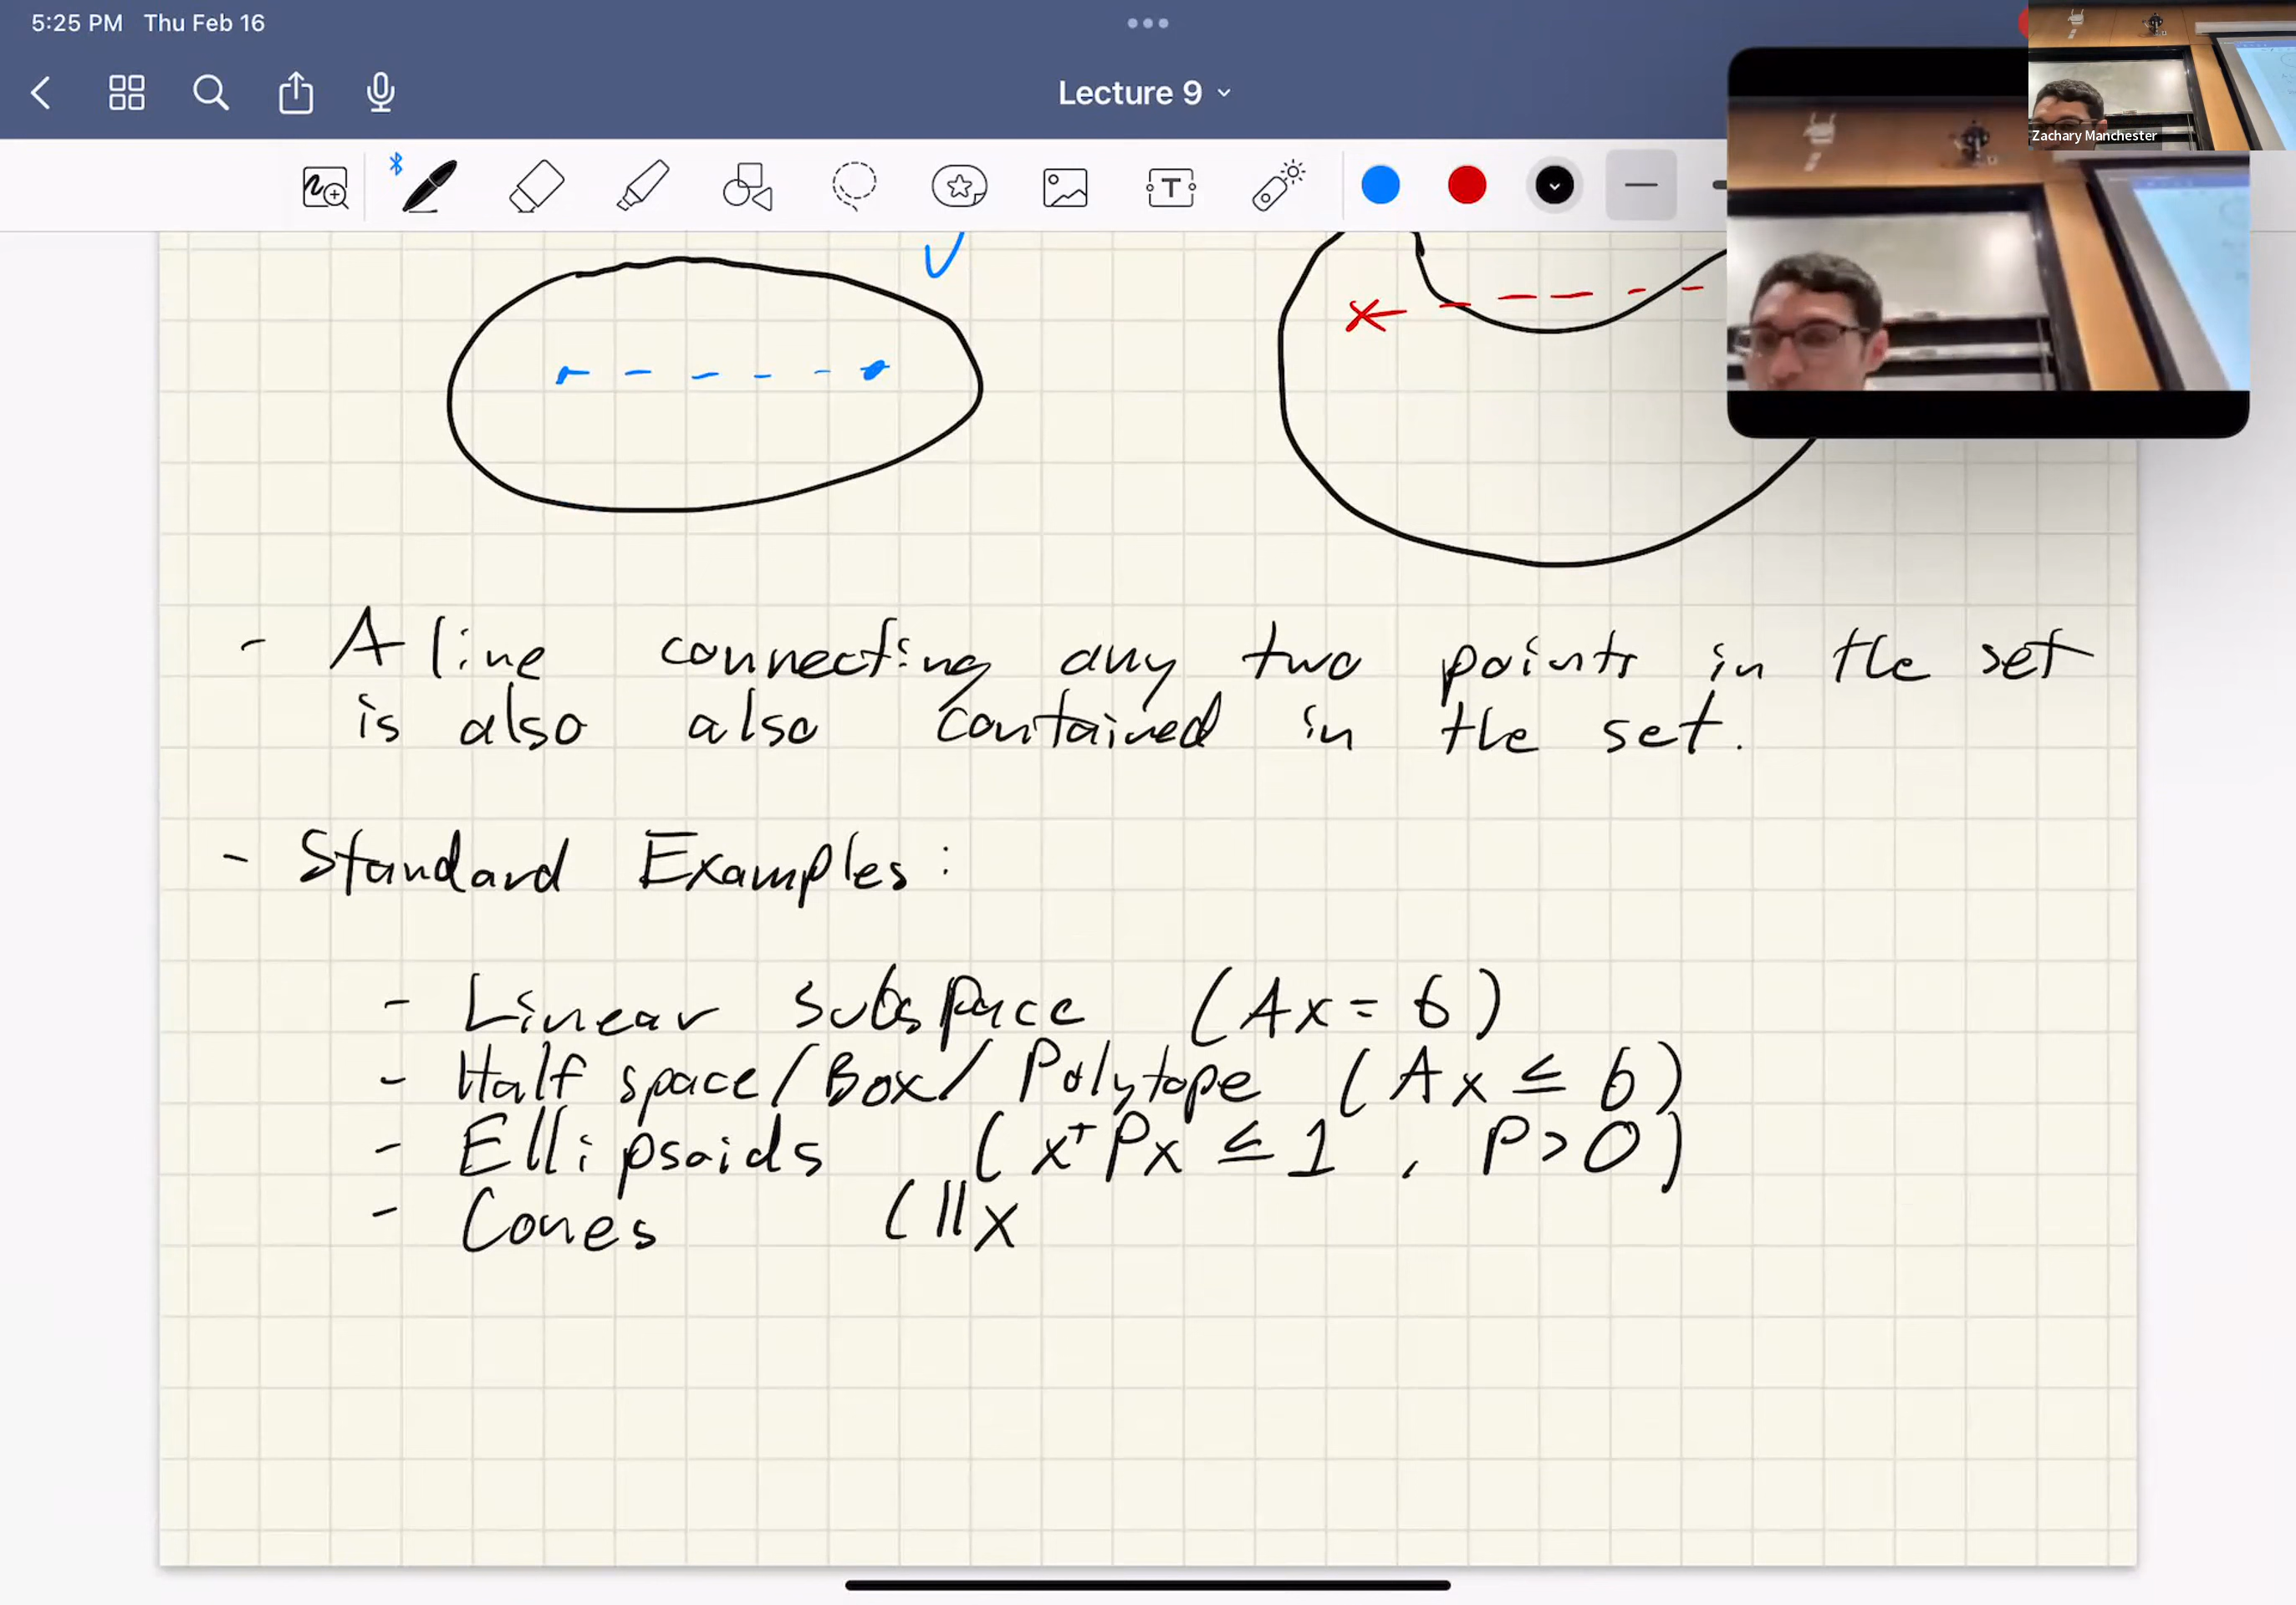 5:25 PM Thu Feb 16
Lecture 9
Zachary Manchester
- A line connecting any two points in the set
is also also contained in the set.
- Standard Examples:
- Linear subspace (Ax = b)
- Half space/Box/Polytope (Ax ≤ b)
- Ellipsoids (xᵀPx ≤ 1, P>0)
- Cones (||x